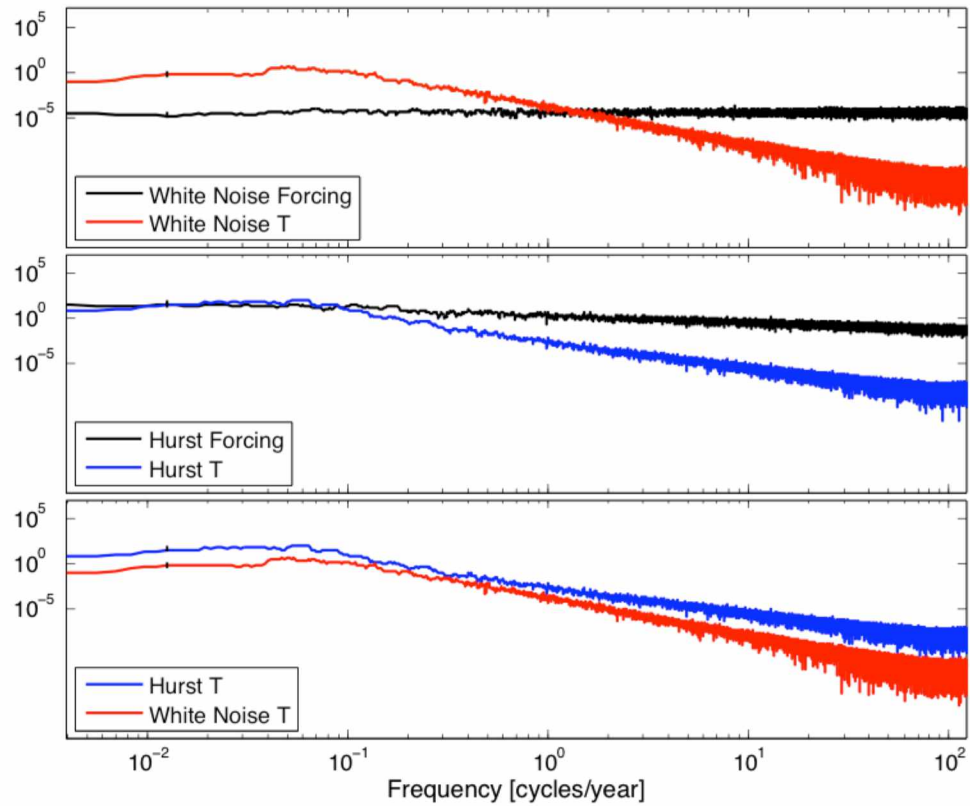 10^5
10^0
10^-5
White Noise Forcing
White Noise T
10^5
10^0
10^-5
Hurst Forcing
Hurst T
10^5
10^0
10^-5
Hurst T
White Noise T
10^-2 10^-1 10^0 10^1 10^2
Frequency [cycles/year]